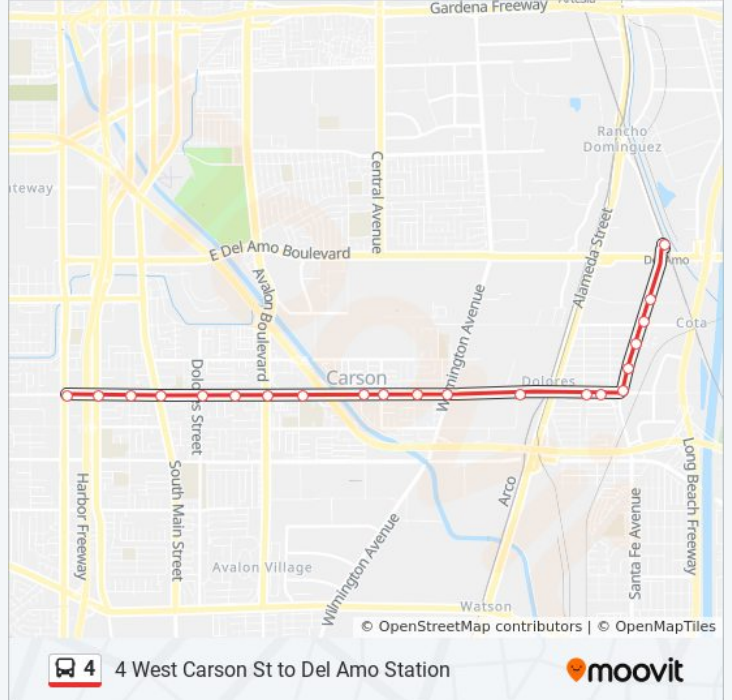 Gardena Freeway
Artesia
Rancho
Dominguez
ateway
Central Avenue
Alameda Street
E Del Amo Boulevard
Del Amo
Avalon Boulevard
Wilmington Avenue
Cota
Carson
Dolores
Dolores Street
Harbor Freeway
South Main Street
Arco
Santa Fe Avenue
Long Beach Freeway
Avalon Village
Wilmington Avenue
Watson
© OpenStreetMap contributors | © OpenMapTiles
4 4 West Carson St to Del Amo Station
moovit